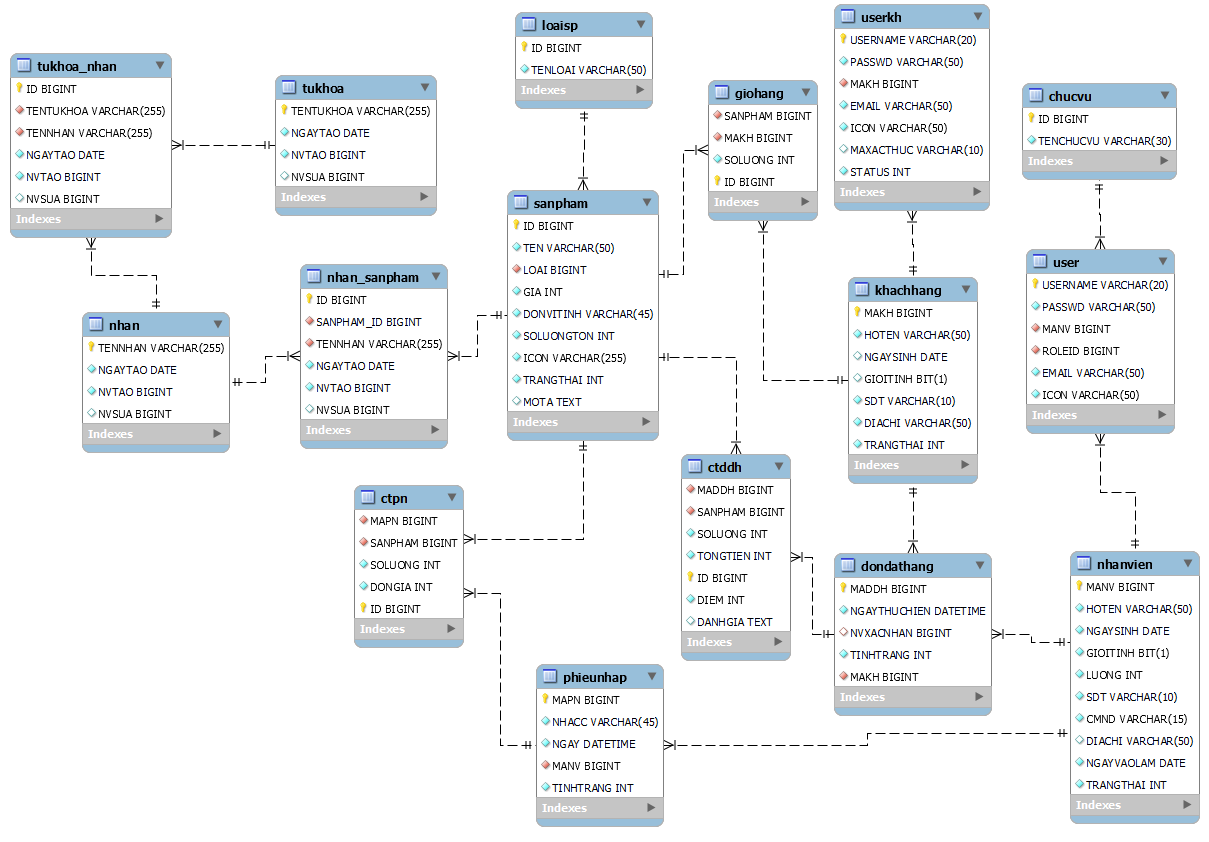 loaisp
ID BIGINT
TENLOAI VARCHAR(50)
Indexes
userkh
USERNAME VARCHAR(20)
PASSWD VARCHAR(50)
MAKH BIGINT
EMAIL VARCHAR(50)
ICON VARCHAR(50)
MAXACTHUC VARCHAR(10)
STATUS INT
Indexes
tukhoa_nhan
ID BIGINT
TENTUKHOA VARCHAR(255)
TENNHAN VARCHAR(255)
NGAYTAO DATE
NVTAO BIGINT
NVSUA BIGINT
Indexes
tukhoa
TENTUKHOA VARCHAR(255)
NGAYTAO DATE
NVTAO BIGINT
NVSUA BIGINT
Indexes
giohang
SANPHAM BIGINT
MAKH BIGINT
SOLUONG INT
ID BIGINT
Indexes
chucvu
ID BIGINT
TENCHUCVU VARCHAR(30)
Indexes
sanpham
ID BIGINT
TEN VARCHAR(50)
LOAI BIGINT
GIA INT
DONVITINH VARCHAR(45)
SOLUONGTON INT
ICON VARCHAR(255)
TRANGTHAI INT
MOTA TEXT
Indexes
user
USERNAME VARCHAR(20)
PASSWD VARCHAR(50)
MANV BIGINT
ROLEID BIGINT
EMAIL VARCHAR(50)
ICON VARCHAR(50)
Indexes
nhan_sanpham
ID BIGINT
SANPHAM_ID BIGINT
TENNHAN VARCHAR(255)
NGAYTAO DATE
NVTAO BIGINT
NVSUA BIGINT
Indexes
khachhang
MAKH BIGINT
HOTEN VARCHAR(50)
NGAYSINH DATE
GIOITINH BIT(1)
SDT VARCHAR(10)
DIACHI VARCHAR(50)
TRANGTHAI INT
Indexes
nhan
TENNHAN VARCHAR(255)
NGAYTAO DATE
NVTAO BIGINT
NVSUA BIGINT
Indexes
ctddh
MADDH BIGINT
SANPHAM BIGINT
SOLUONG INT
TONGTIEN INT
ID BIGINT
DIEM INT
DANHGIA TEXT
Indexes
ctpn
MAPN BIGINT
SANPHAM BIGINT
SOLUONG INT
DONGIA INT
ID BIGINT
Indexes
dondathang
MADDH BIGINT
NGAYTHUCHIEN DATETIME
NVXACNHAN BIGINT
TINHTRANG INT
MAKH BIGINT
Indexes
nhanvien
MANV BIGINT
HOTEN VARCHAR(50)
NGAYSINH DATE
GIOITINH BIT(1)
LUONG INT
SDT VARCHAR(10)
CMND VARCHAR(15)
DIACHI VARCHAR(50)
NGAYVAOLAM DATE
TRANGTHAI INT
Indexes
phieunhap
MAPN BIGINT
NHACC VARCHAR(45)
NGAY DATETIME
MANV BIGINT
TINHTRANG INT
Indexes